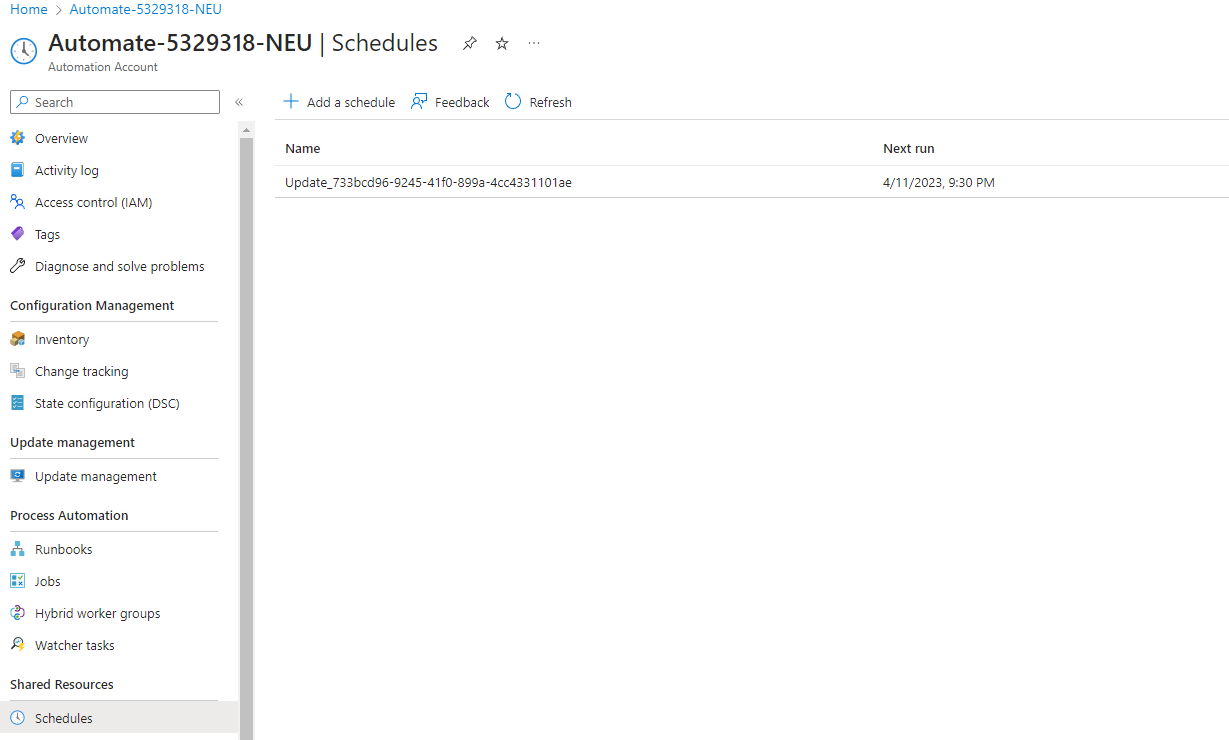 Home > Automate-5329318-NEU
Automate-5329318-NEU | Schedules ...
Automation Account
Search «
Overview
Activity log
Access control (IAM)
Tags
Diagnose and solve problems
Configuration Management
Inventory
Change tracking
State configuration (DSC)
Update management
Update management
Process Automation
Runbooks
Jobs
Hybrid worker groups
Watcher tasks
Shared Resources
Schedules
Add a schedule Feedback Refresh
Name Next run
Update_733bcd96-9245-41f0-899a-4cc4331101ae 4/11/2023, 9:30 PM